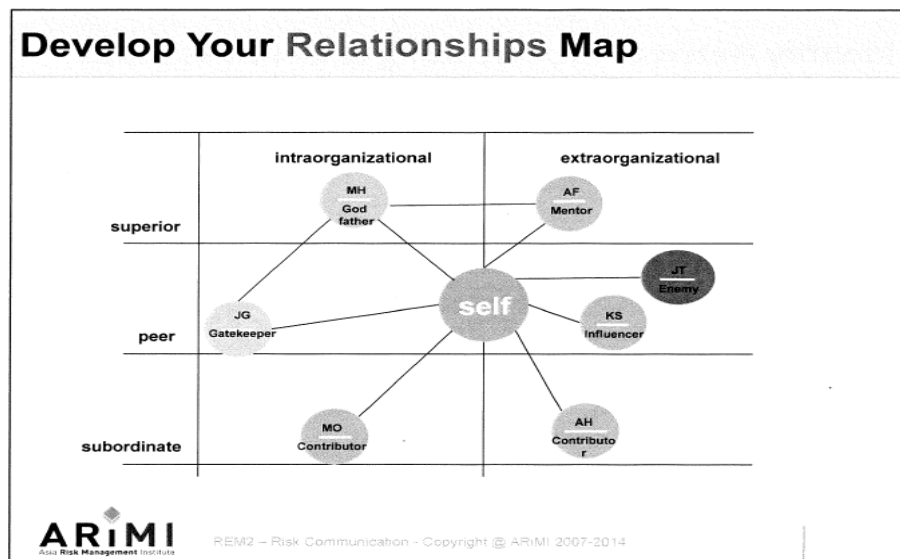 Develop Your Relationships Map
intraorganizational
extraorganizational
superior
MH
God
father
AF
Mentor
peer
JG
Gatekeeper
self
JT
Enemy
KS
Influencer
subordinate
MO
Contributor
AH
Contributo
r
ARiMI
Asia Risk Management Institute
REM2 – Risk Communication - Copyright @ ARiMI 2007-2014